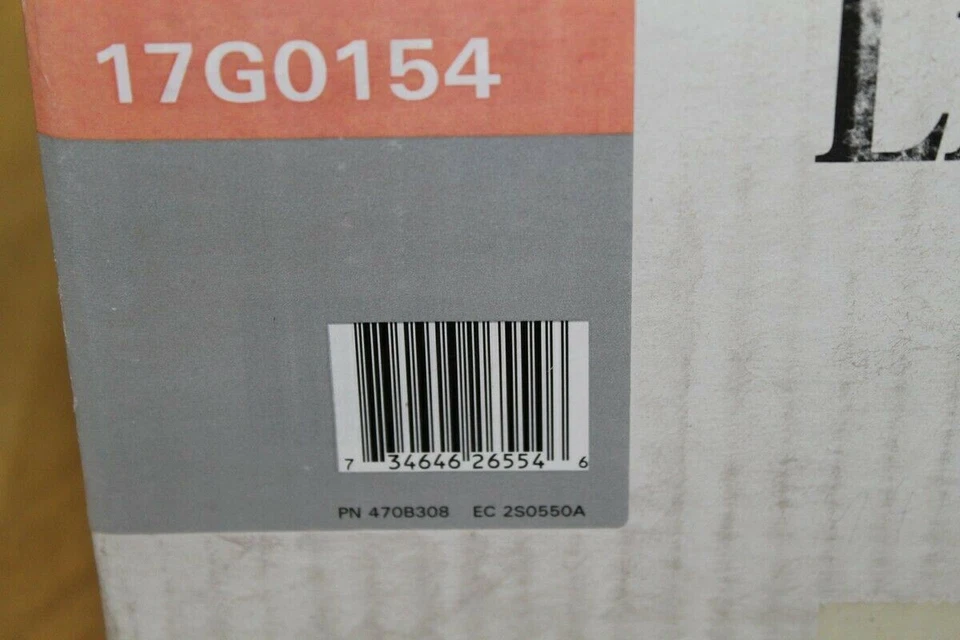 17G0154
L
7 34646 26554 6
PN 470B308 EC 2S0550A